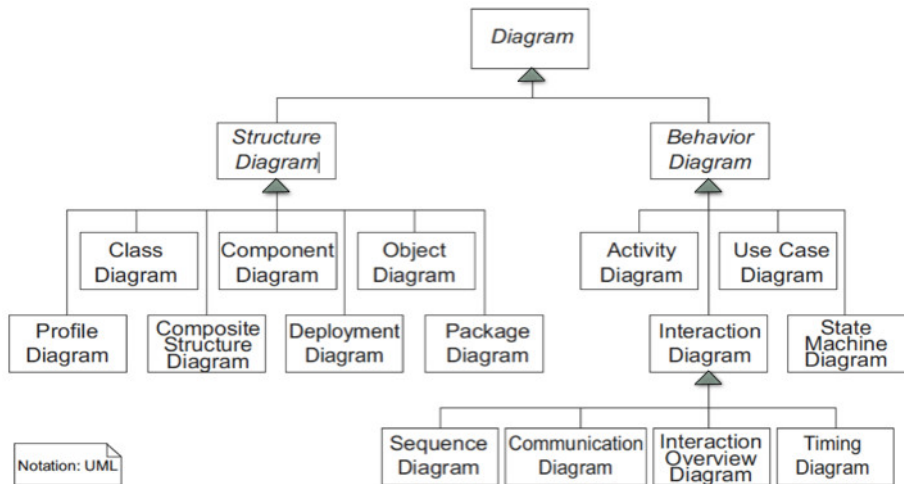 Diagram
Structure
Diagram
Behavior
Diagram
Class
Diagram
Component
Diagram
Object
Diagram
Activity
Diagram
Use Case
Diagram
Profile
Diagram
Composite
Structure
Diagram
Deployment
Diagram
Package
Diagram
Interaction
Diagram
State
Machine
Diagram
Sequence
Diagram
Communication
Diagram
Interaction
Overview
Diagram
Timing
Diagram
Notation: UML